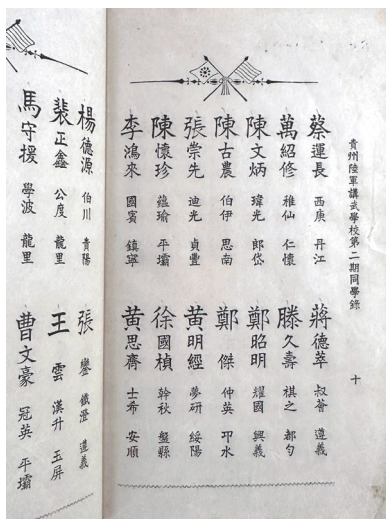 貴州陸軍講武學校第二期同學錄　十
蔡運長　西庚　丹江　蔣德萃　叔薈　遵義
萬紹修　稚仙　仁懷　滕久壽　祺之　都勻
陳文炳　瑋光　郎岱　鄭昭明　耀國　興義
陳古農　伯伊　思南　鄭傑　仲英　邛水
張崇先　迪光　貞豐　黄明經　夢研　綏陽
陳懷珍　蘊瑜　平壩　徐國楨　幹秋　盤縣
李鴻來　國賓　鎮寧　黄思齋　士希　安順
楊德源　伯川　貴陽　張鑾　鐵澄　遵義
裴正鑫　公度　龍里　王雲　漢升　玉屏
馬守援　學波　龍里　曹文豪　冠英　平壩